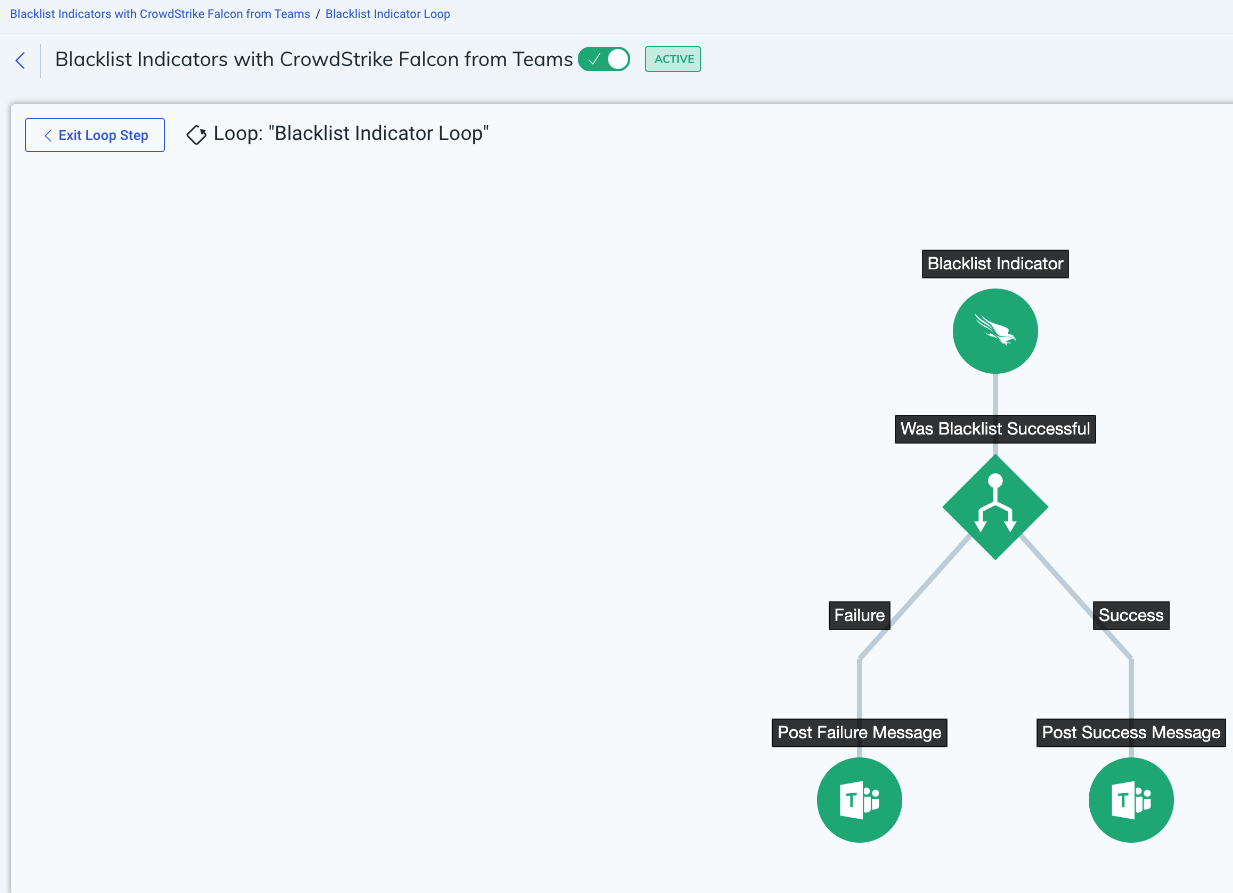 Blacklist Indicators with CrowdStrike Falcon from Teams / Blacklist Indicator Loop
Blacklist Indicators with CrowdStrike Falcon from Teams ACTIVE
Exit Loop Step Loop: "Blacklist Indicator Loop"
Blacklist Indicator
Was Blacklist Successful
Failure Success
Post Failure Message Post Success Message
T T